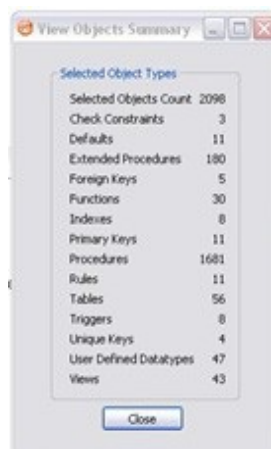 View Objects Summary
Selected Object Types
Selected Objects Count 2098
Check Constraints 3
Defaults 11
Extended Procedures 180
Foreign Keys 5
Functions 30
Indexes 8
Primary Keys 11
Procedures 1681
Rules 11
Tables 56
Triggers 8
Unique Keys 4
User Defined Datatypes 47
Views 43
Close